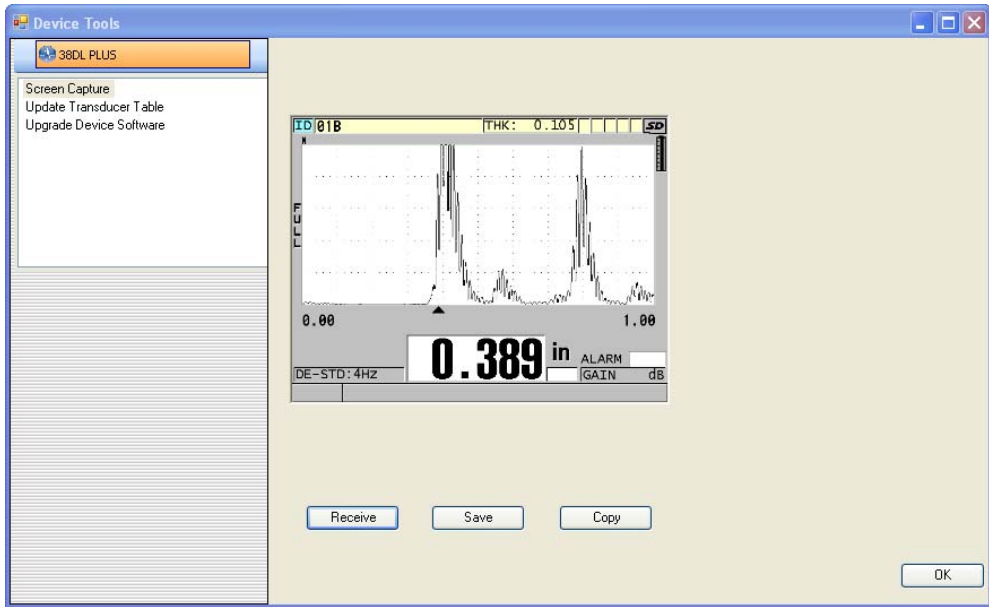 Device Tools
38DL PLUS
Screen Capture
Update Transducer Table
Upgrade Device Software
ID 01B THK: 0.105 SD
FULL
0.00 1.00
0.389 in
ALARM
DE-STD:4HZ GAIN dB
Receive Save Copy
OK